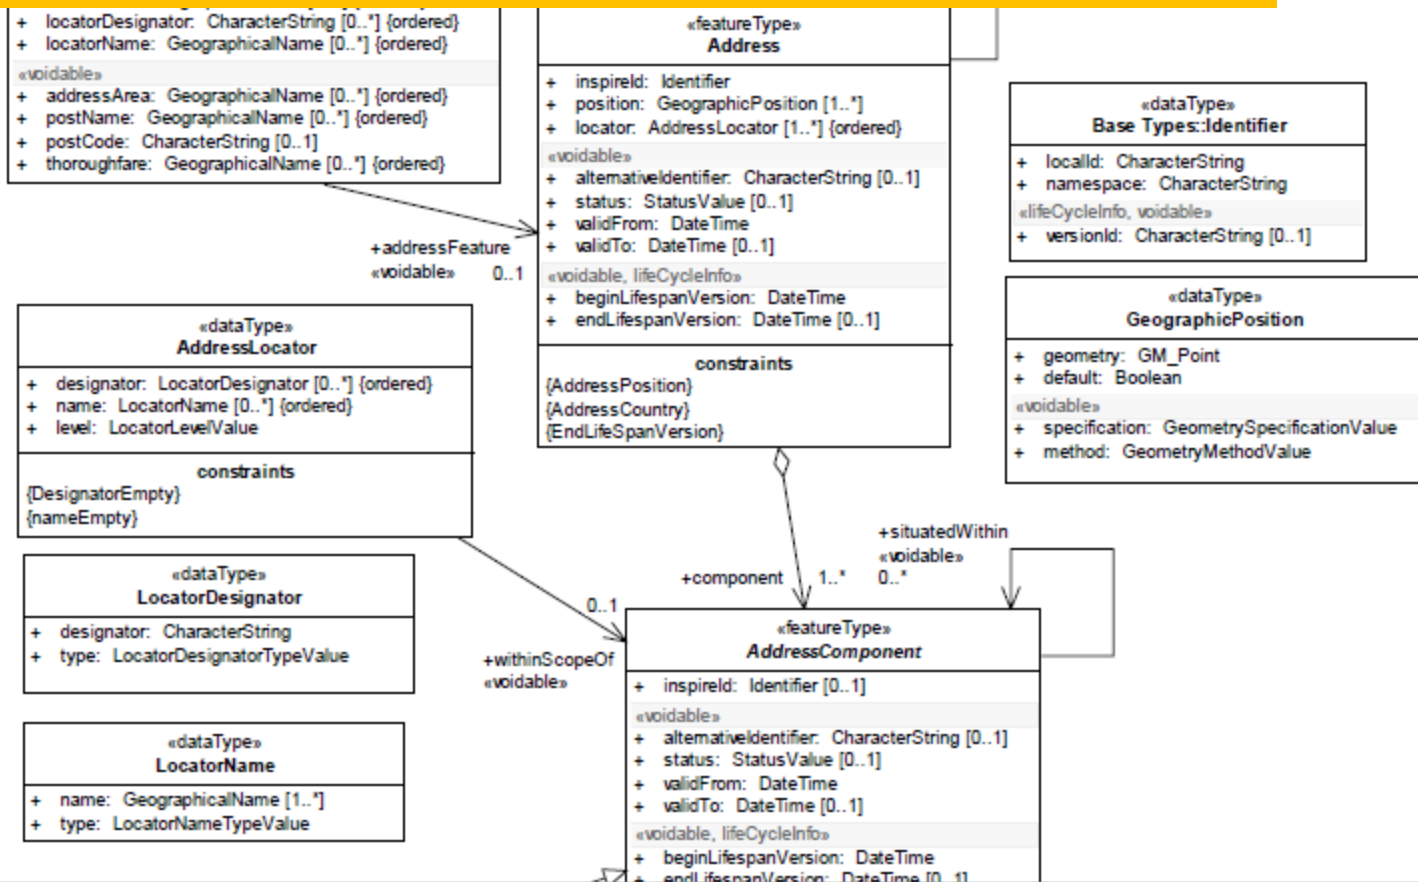 + locatorDesignator: CharacterString [0..*] {ordered}
+ locatorName: GeographicalName [0..*] {ordered}
«voidable»
+ addressArea: GeographicalName [0..*] {ordered}
+ postName: GeographicalName [0..*] {ordered}
+ postCode: CharacterString [0..1]
+ thoroughfare: GeographicalName [0..*] {ordered}
«featureType»
Address
+ inspireId: Identifier
+ position: GeographicPosition [1..*]
+ locator: AddressLocator [1..*] {ordered}
«voidable»
+ alternativeIdentifier: CharacterString [0..1]
+ status: StatusValue [0..1]
+ validFrom: DateTime
+ validTo: DateTime [0..1]
«voidable, lifeCycleInfo»
+ beginLifespanVersion: DateTime
+ endLifespanVersion: DateTime [0..1]
constraints
{AddressPosition}
{AddressCountry}
{EndLifeSpanVersion}
«dataType»
Base Types::Identifier
+ localId: CharacterString
+ namespace: CharacterString
«lifeCycleInfo, voidable»
+ versionId: CharacterString [0..1]
+addressFeature
«voidable» 0..1
«dataType»
GeographicPosition
+ geometry: GM_Point
+ default: Boolean
«voidable»
+ specification: GeometrySpecificationValue
+ method: GeometryMethodValue
«dataType»
AddressLocator
+ designator: LocatorDesignator [0..*] {ordered}
+ name: LocatorName [0..*] {ordered}
+ level: LocatorLevelValue
constraints
{DesignatorEmpty}
{nameEmpty}
+situatedWithin
«voidable»
0..*
+component 1..*
0..1
+withinScopeOf
«voidable»
«dataType»
LocatorDesignator
+ designator: CharacterString
+ type: LocatorDesignatorTypeValue
«dataType»
LocatorName
+ name: GeographicalName [1..*]
+ type: LocatorNameTypeValue
«featureType»
AddressComponent
+ inspireId: Identifier [0..1]
«voidable»
+ alternativeIdentifier: CharacterString [0..1]
+ status: StatusValue [0..1]
+ validFrom: DateTime
+ validTo: DateTime [0..1]
«voidable, lifeCycleInfo»
+ beginLifespanVersion: DateTime
+ endLifespanVersion: DateTime [0..1]